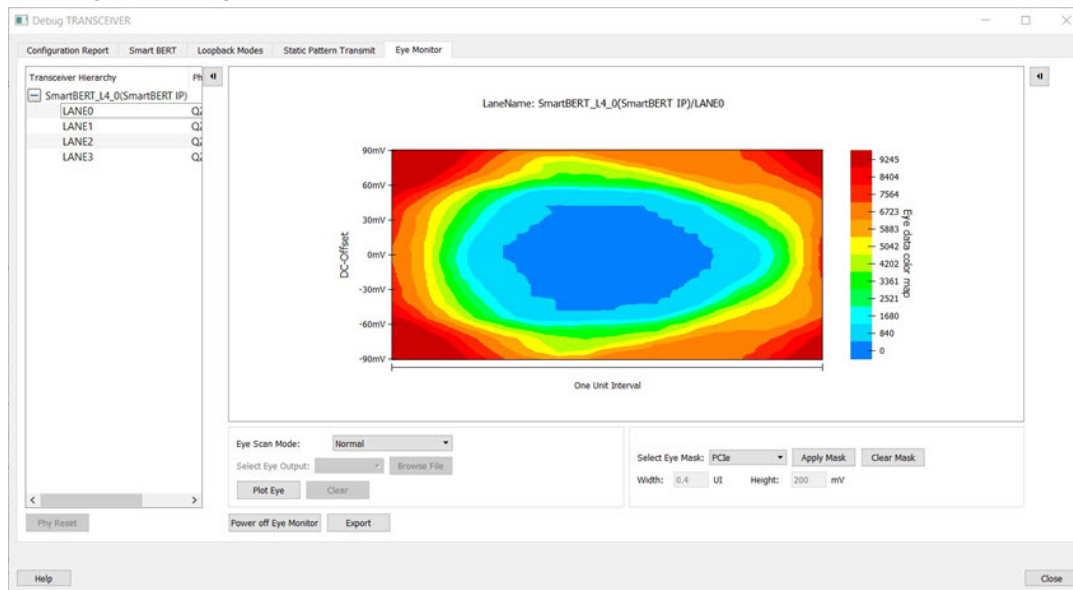 Debug TRANSCEIVER
Configuration Report Smart BERT Loopback Modes Static Pattern Transmit Eye Monitor
Transceiver Hierarchy Ph
SmartBERT_L4_0(SmartBERT IP)
LANE0
LANE1
LANE2
LANE3
LaneName: SmartBERT_L4_0(SmartBERT IP)/LANE0
90mV
60mV
30mV
0mV
-30mV
-60mV
-90mV
DC-Offset
One Unit Interval
9245
8404
7564
6723
5883
5042
4202
3361
2521
1680
840
0
Eye data color map
Eye Scan Mode: Normal
Select Eye Output: Browse File
Plot Eye Clear
Select Eye Mask: PCIe Apply Mask Clear Mask
Width: 0.4 UI Height: 200 mV
Phy Reset Power off Eye Monitor Export
Help Close